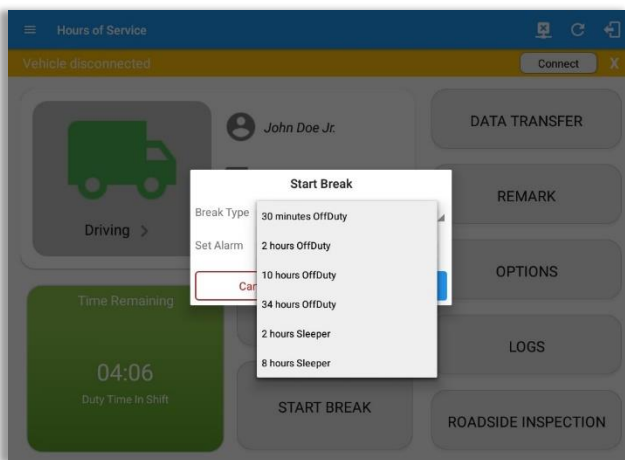 Hours of Service
Vehicle disconnected
Connect
X
John Doe Jr.
Driving >
Time Remaining
04:06
Duty Time In Shift
Start Break
Break Type
Set Alarm
30 minutes OffDuty
2 hours OffDuty
10 hours OffDuty
34 hours OffDuty
2 hours Sleeper
8 hours Sleeper
START BREAK
DATA TRANSFER
REMARK
OPTIONS
LOGS
ROADSIDE INSPECTION